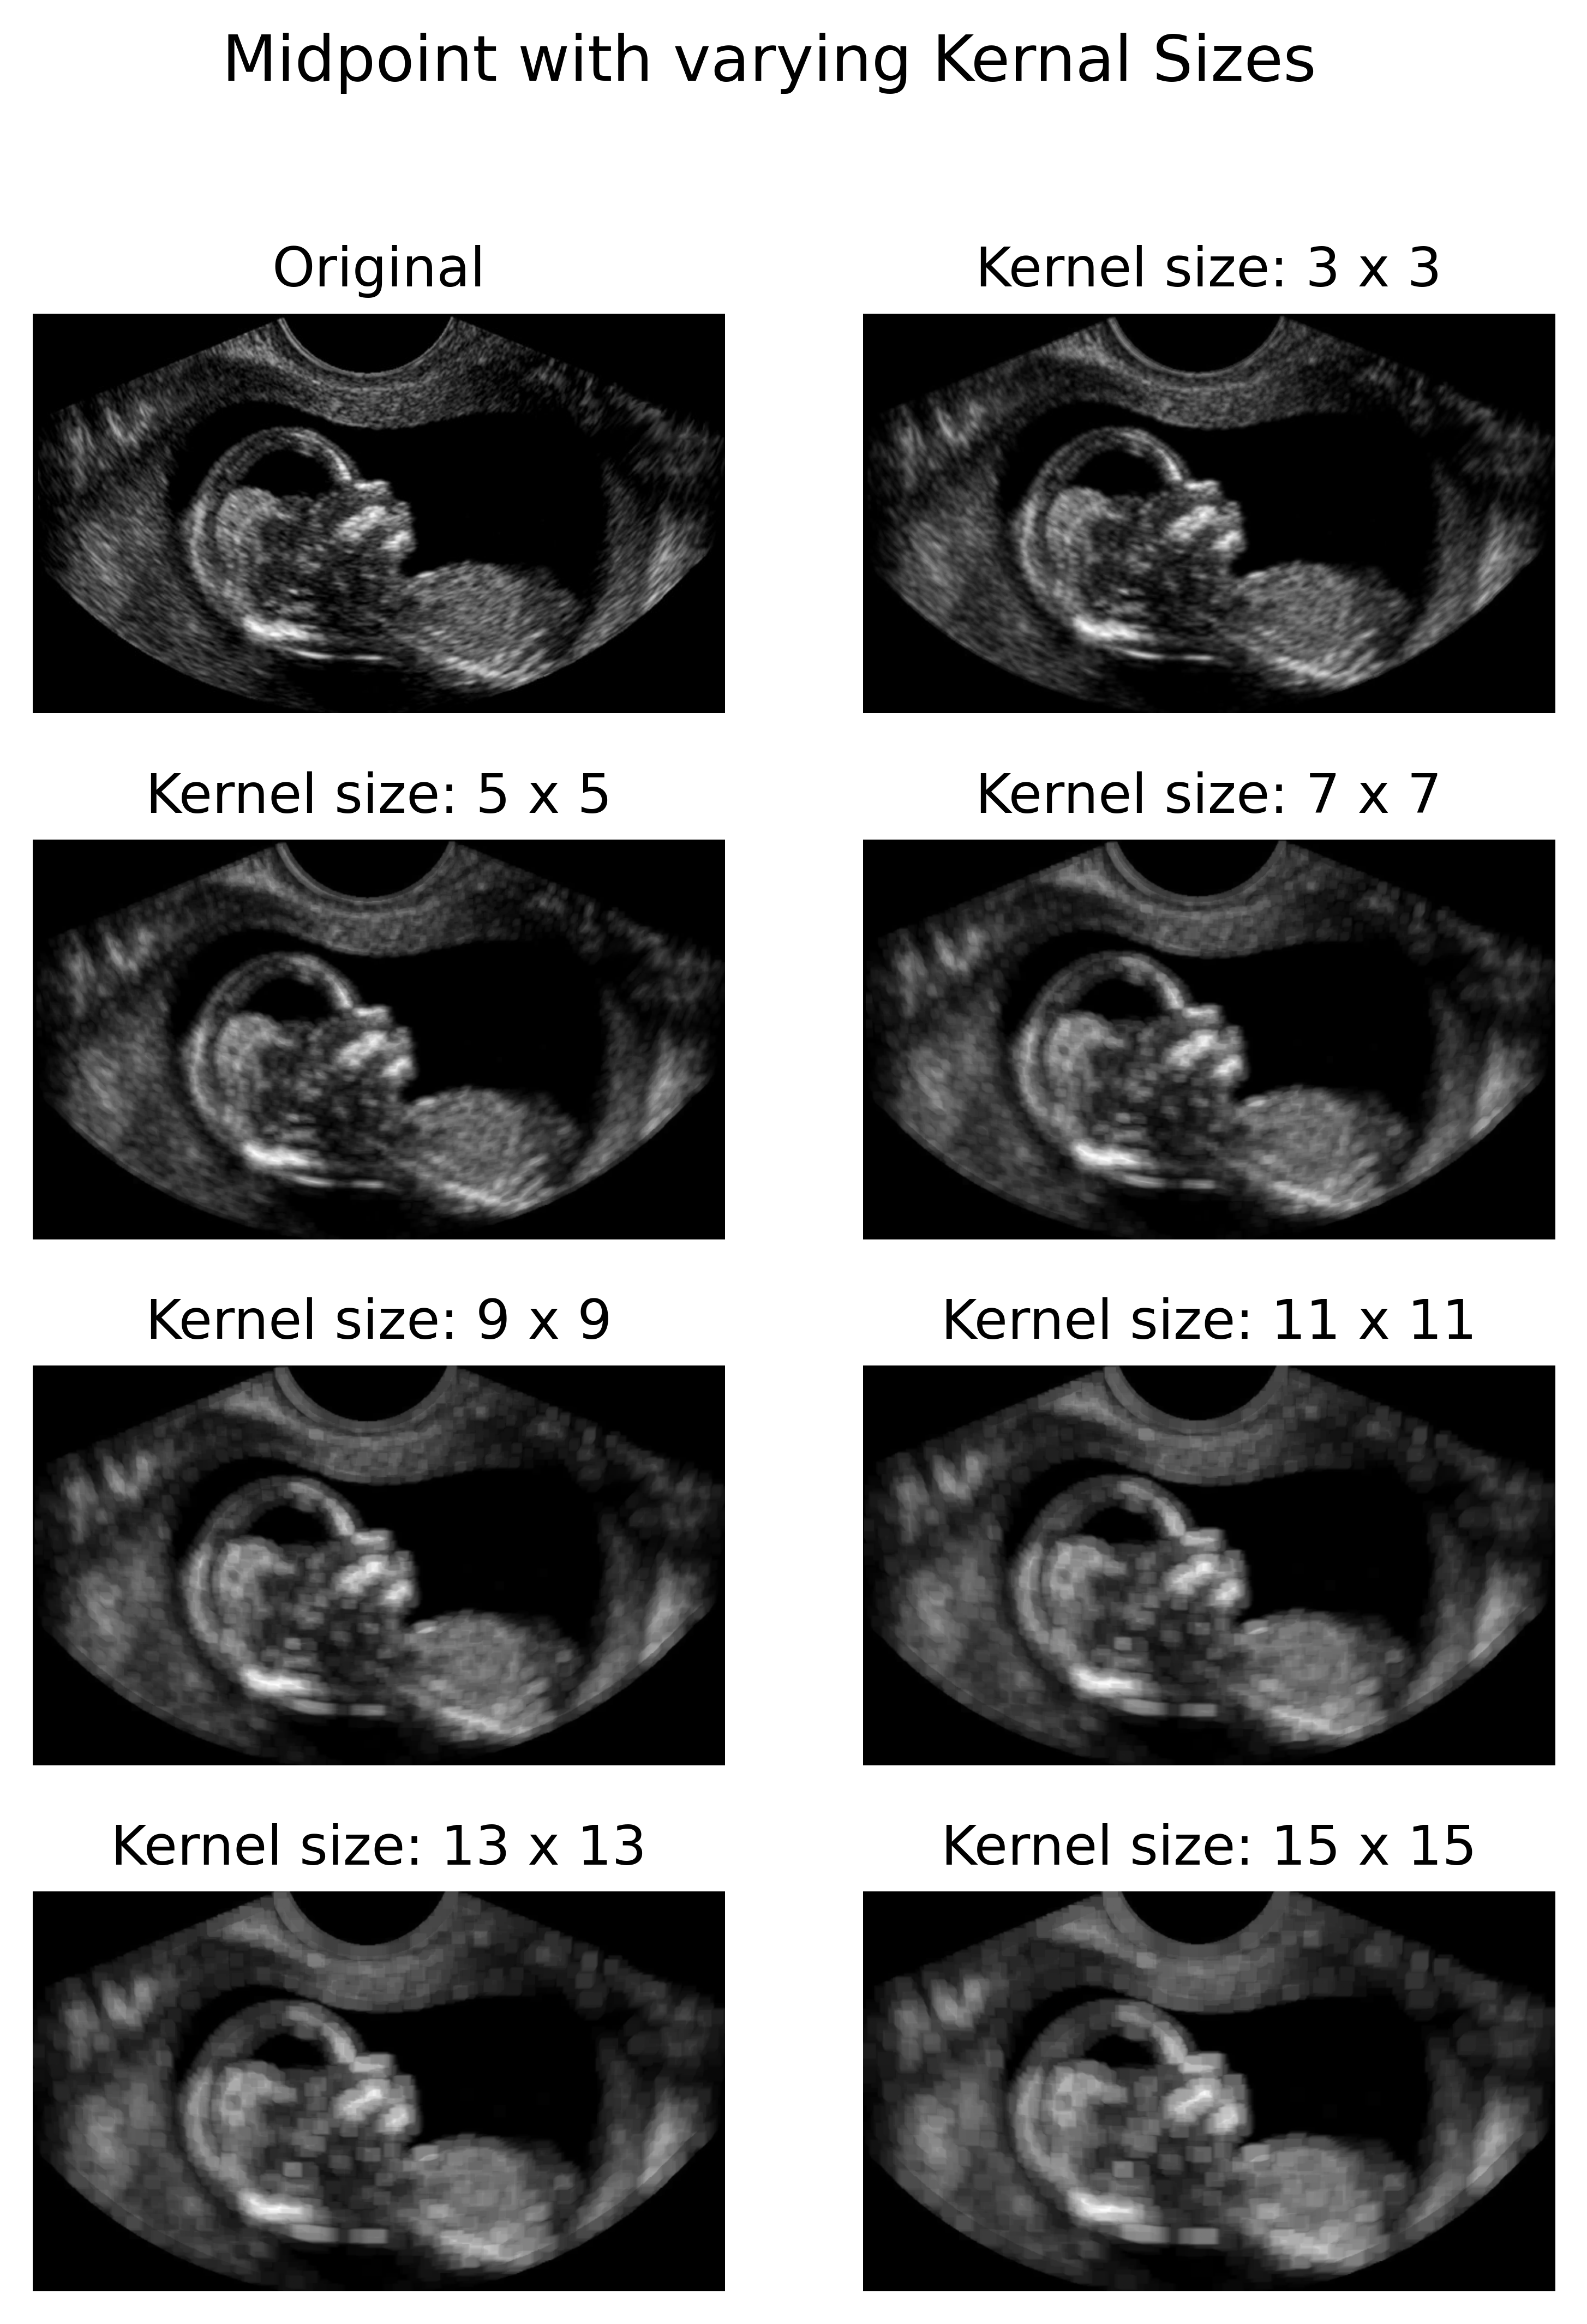 Midpoint with varying Kernal Sizes
Original
Kernel size: 3 x 3
Kernel size: 5 x 5
Kernel size: 7 x 7
Kernel size: 9 x 9
Kernel size: 11 x 11
Kernel size: 13 x 13
Kernel size: 15 x 15